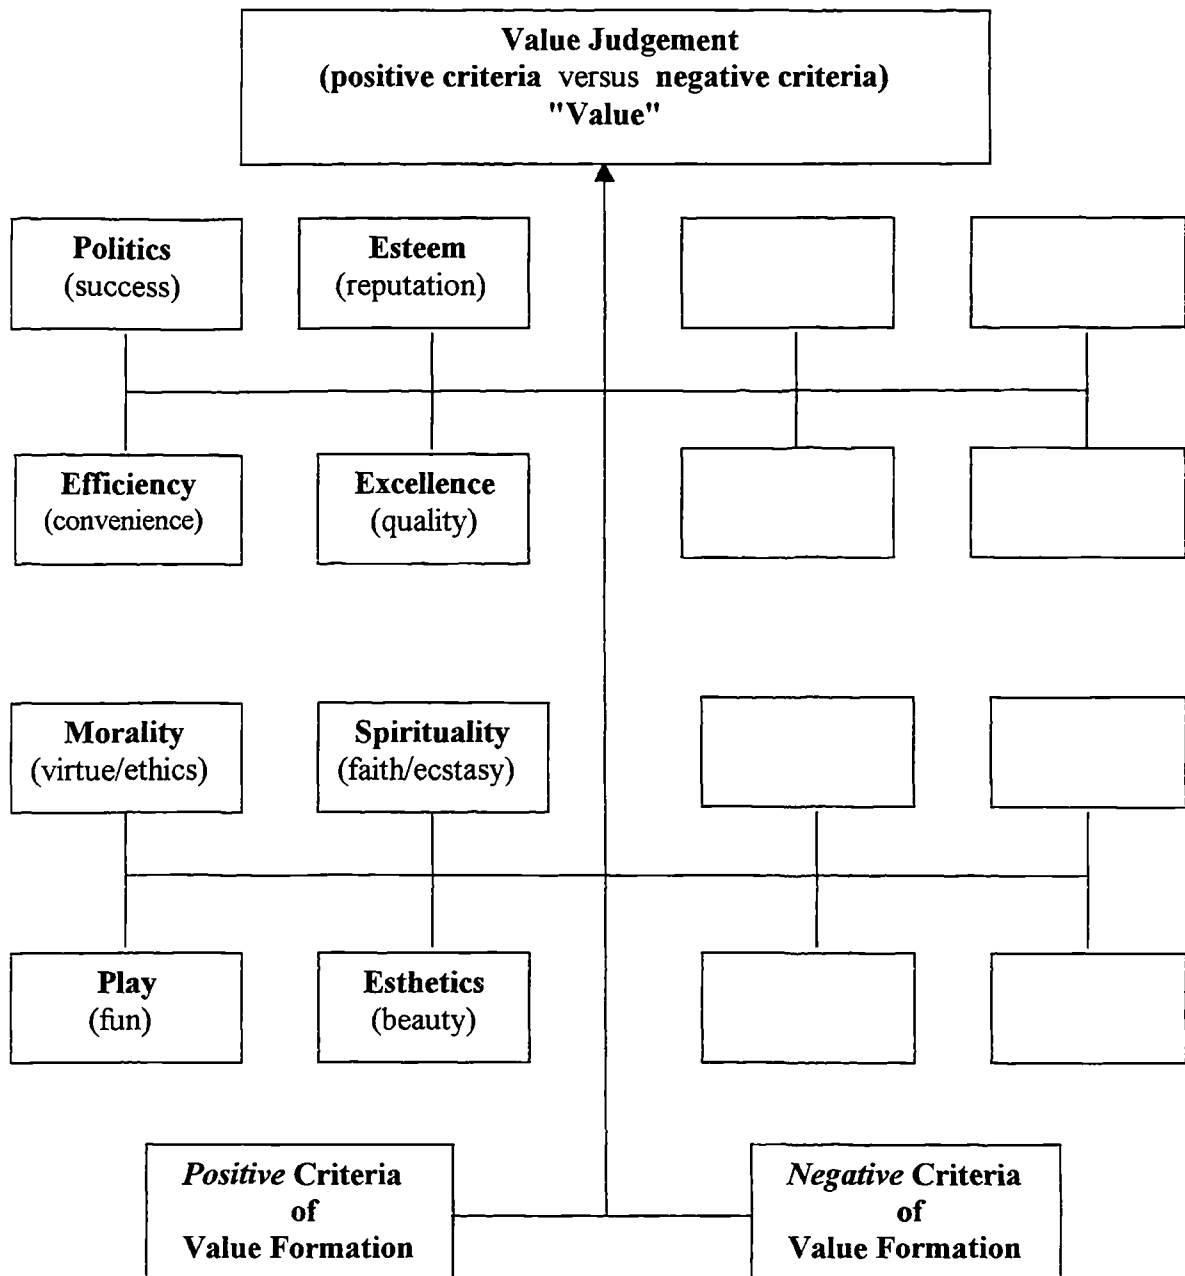 Value Judgement
(positive criteria versus negative criteria)
"Value"
Politics
(success)
Esteem
(reputation)
Efficiency
(convenience)
Excellence
(quality)
Morality
(virtue/ethics)
Spirituality
(faith/ecstasy)
Play
(fun)
Esthetics
(beauty)
Positive Criteria
of
Value Formation
Negative Criteria
of
Value Formation